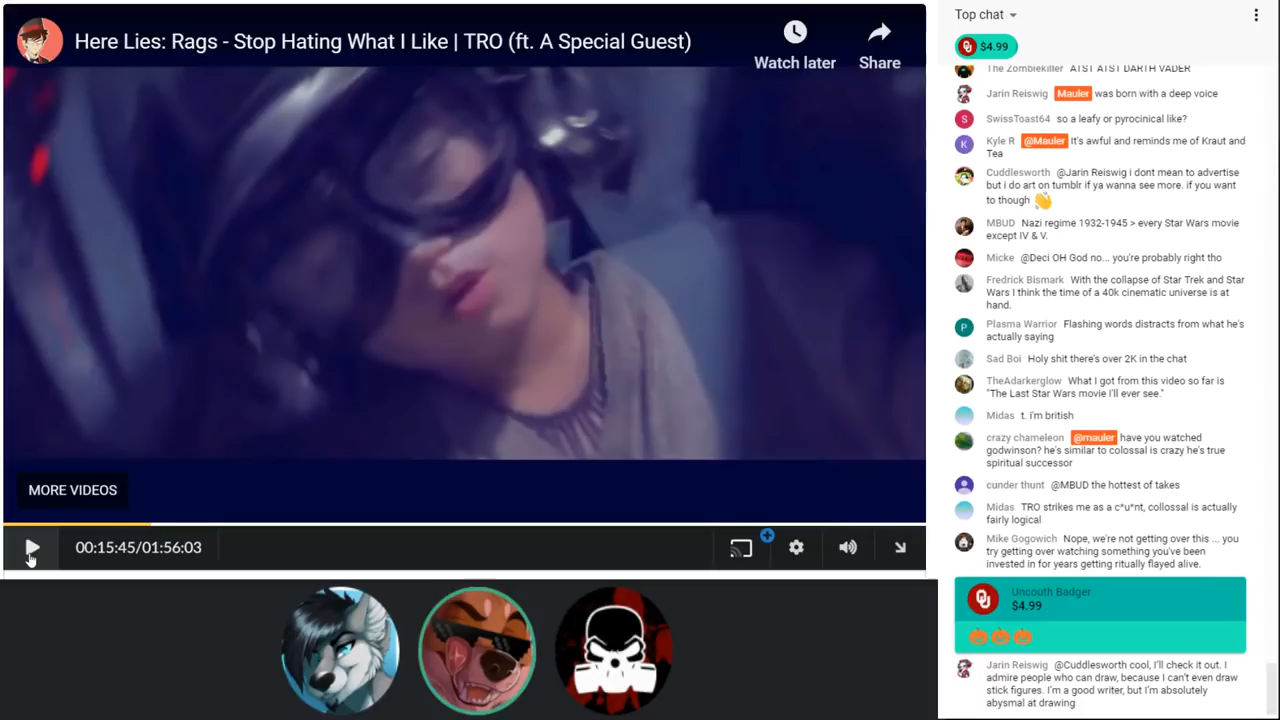 Here Lies: Rags - Stop Hating What I Like | TRO (ft. A Special Guest)
Watch later
Share
MORE VIDEOS
00:15:45/01:56:03
Top chat
$4.99
The Zombiekiller ATST ATST DARTH VADER
Jarin Reiswig Mauler was born with a deep voice
S
SwissToast64 so a leafy or pyrocinical like?
K
Kyle R @Mauler It's awful and reminds me of Kraut and
Tea
Cuddlesworth @Jarin Reiswig i dont mean to advertise
but i do art on tumblr if ya wanna see more. if you want
to though 👋
MBUD Nazi regime 1932-1945 > every Star Wars movie
except IV & V.
Micke @Deci OH God no... you're probably right tho
Fredrick Bismark With the collapse of Star Trek and Star
Wars I think the time of a 40k cinematic universe is at
hand.
P
Plasma Warrior Flashing words distracts from what he's
actually saying
Sad Boi Holy shit there's over 2K in the chat
TheAdarkerglow What I got from this video so far is
"The Last Star Wars movie I'll ever see."
Midas t. i'm british
crazy chameleon @mauler have you watched
godwinson? he's similar to colossal is crazy he's true
spiritual successor
cunder thunt @MBUD the hottest of takes
Midas TRO strikes me as a c*u*nt, collossal is actually
fairly logical
Mike Gogowich Nope, we're not getting over this ... you
try getting over watching something you've been
invested in for years getting ritually flayed alive.
Uncouth Badger
$4.99
🎃🎃🎃
Jarin Reiswig @Cuddlesworth cool, I'll check it out. I
admire people who can draw, because I can't even draw
stick figures. I'm a good writer, but I'm absolutely
abysmal at drawing